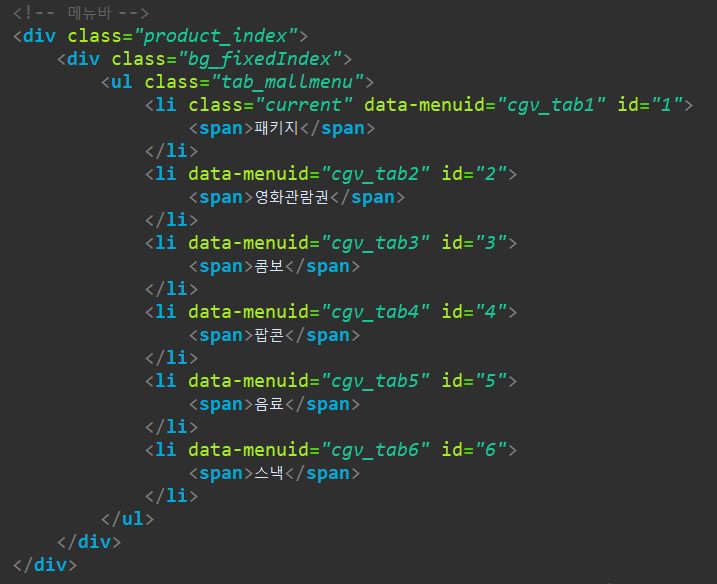 <!-- 메뉴바 -->
<div class="product_index">
    <div class="bg_fixedIndex">
        <ul class="tab_mallmenu">
            <li class="current" data-menuid="cgv_tab1" id="1">
                <span>패키지</span>
            </li>
            <li data-menuid="cgv_tab2" id="2">
                <span>영화관람권</span>
            </li>
            <li data-menuid="cgv_tab3" id="3">
                <span>콤보</span>
            </li>
            <li data-menuid="cgv_tab4" id="4">
                <span>팝콘</span>
            </li>
            <li data-menuid="cgv_tab5" id="5">
                <span>음료</span>
            </li>
            <li data-menuid="cgv_tab6" id="6">
                <span>스낵</span>
            </li>
        </ul>
    </div>
</div>